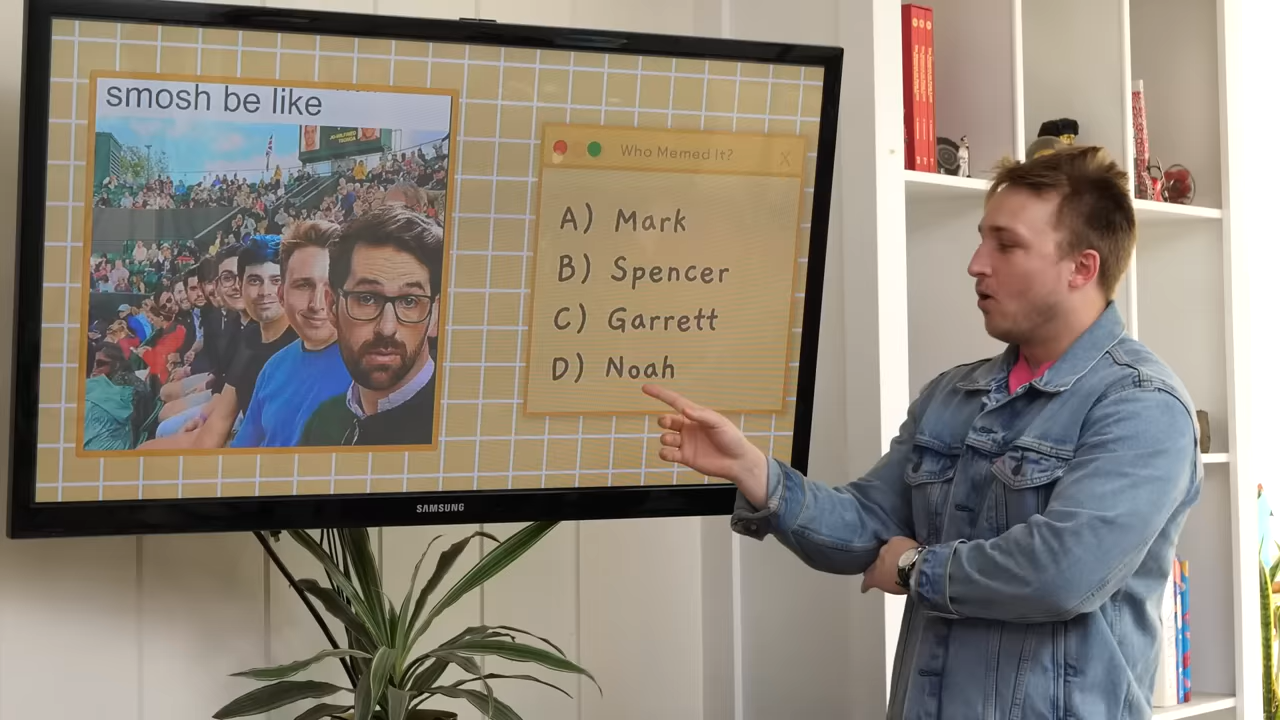 smosh be like
Who Memed It?
X
A) Mark
B) Spencer
C) Garrett
D) Noah
SAMSUNG